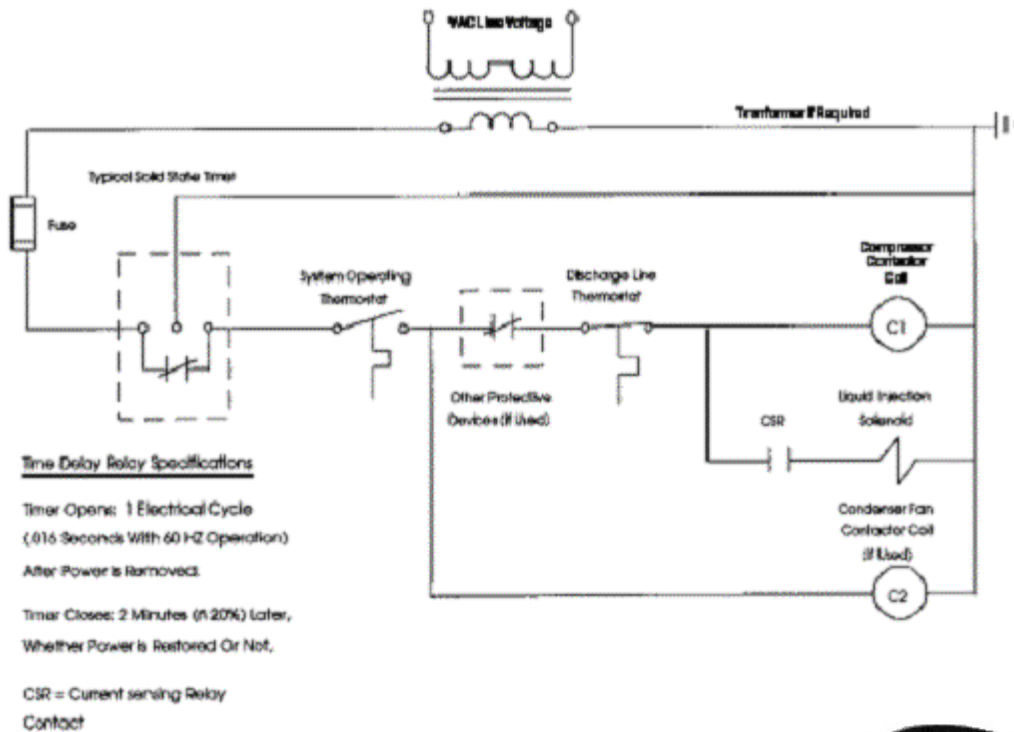 VAC Line Voltage
Tranformer If Required
Typical Solid State Timer
Fuse
Compressor
Contactor
Coil
System Operating
Thermostat
Discharge Line
Thermostat
C1
Other Protective
Devices (If Used)
Liquid Injection
Solenoid
CSR
Time Delay Relay Specifications
Timer Opens: 1 Electrical Cycle
(.016 Seconds With 60 HZ Operation)
After Power is Removed.
Condenser Fan
Contactor Coil
(If Used)
C2
Timer Closes: 2 Minutes (ñ 20%) Later,
Whether Power is Restored Or Not.
CSR = Current sensing Relay
Contact